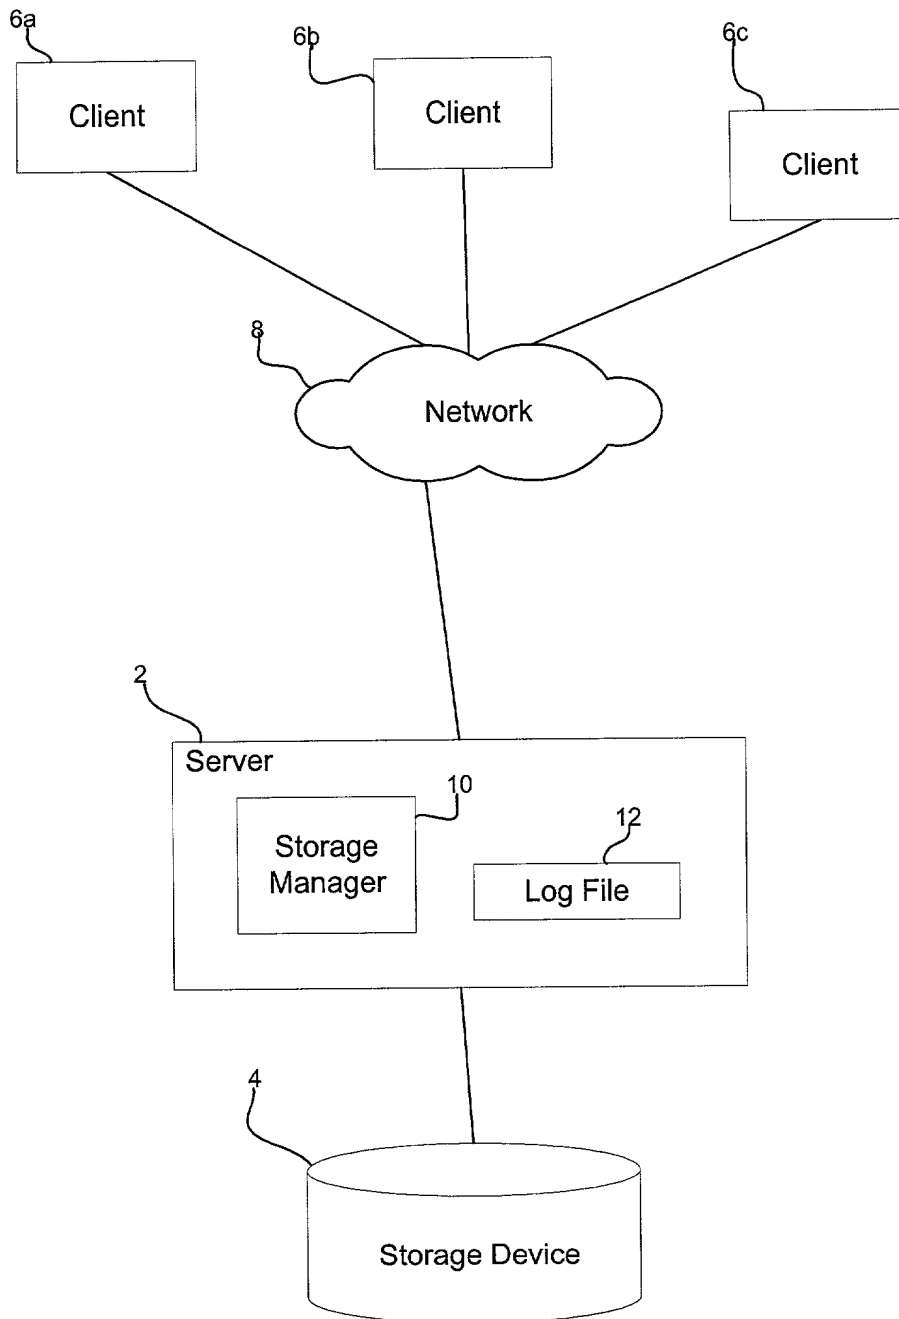 6a
6b
6c
Client
Client
Client
8
Network
2
Server
10
12
Storage
Manager
Log File
4
Storage Device